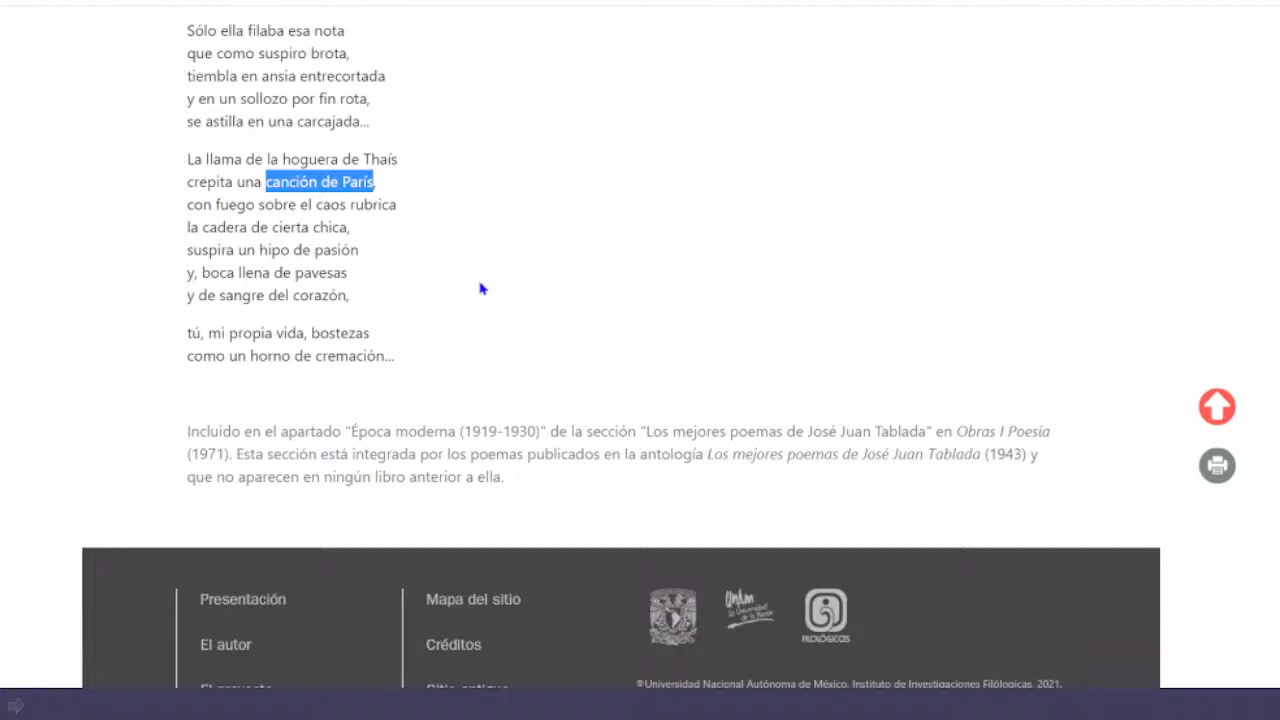 Sólo ella filaba esa nota
que como suspiro brota,
tiembla en ansia entrecortada
y en un sollozo por fin rota,
se astilla en una carcajada...
La llama de la hoguera de Thaís
crepita una canción de París
con fuego sobre el caos rubrica
la cadera de cierta chica,
suspira un hipo de pasión
y, boca llena de pavesas
y de sangre del corazón,
tú, mi propia vida, bostezas
como un horno de cremación...
Incluido en el apartado "Época moderna (1919-1930)" de la sección "Los mejores poemas de José Juan Tablada" en Obras I Poesía
(1971). Esta sección está integrada por los poemas publicados en la antología Los mejores poemas de José Juan Tablada (1943) y
que no aparecen en ningún libro anterior a ella.
Presentación
El autor
Mapa del sitio
Créditos
UNAM
La Universidad
de la Nación
FILOLÓGICAS
®Universidad Nacional Autónoma de México. Instituto de Investigaciones Filólogicas. 2021.